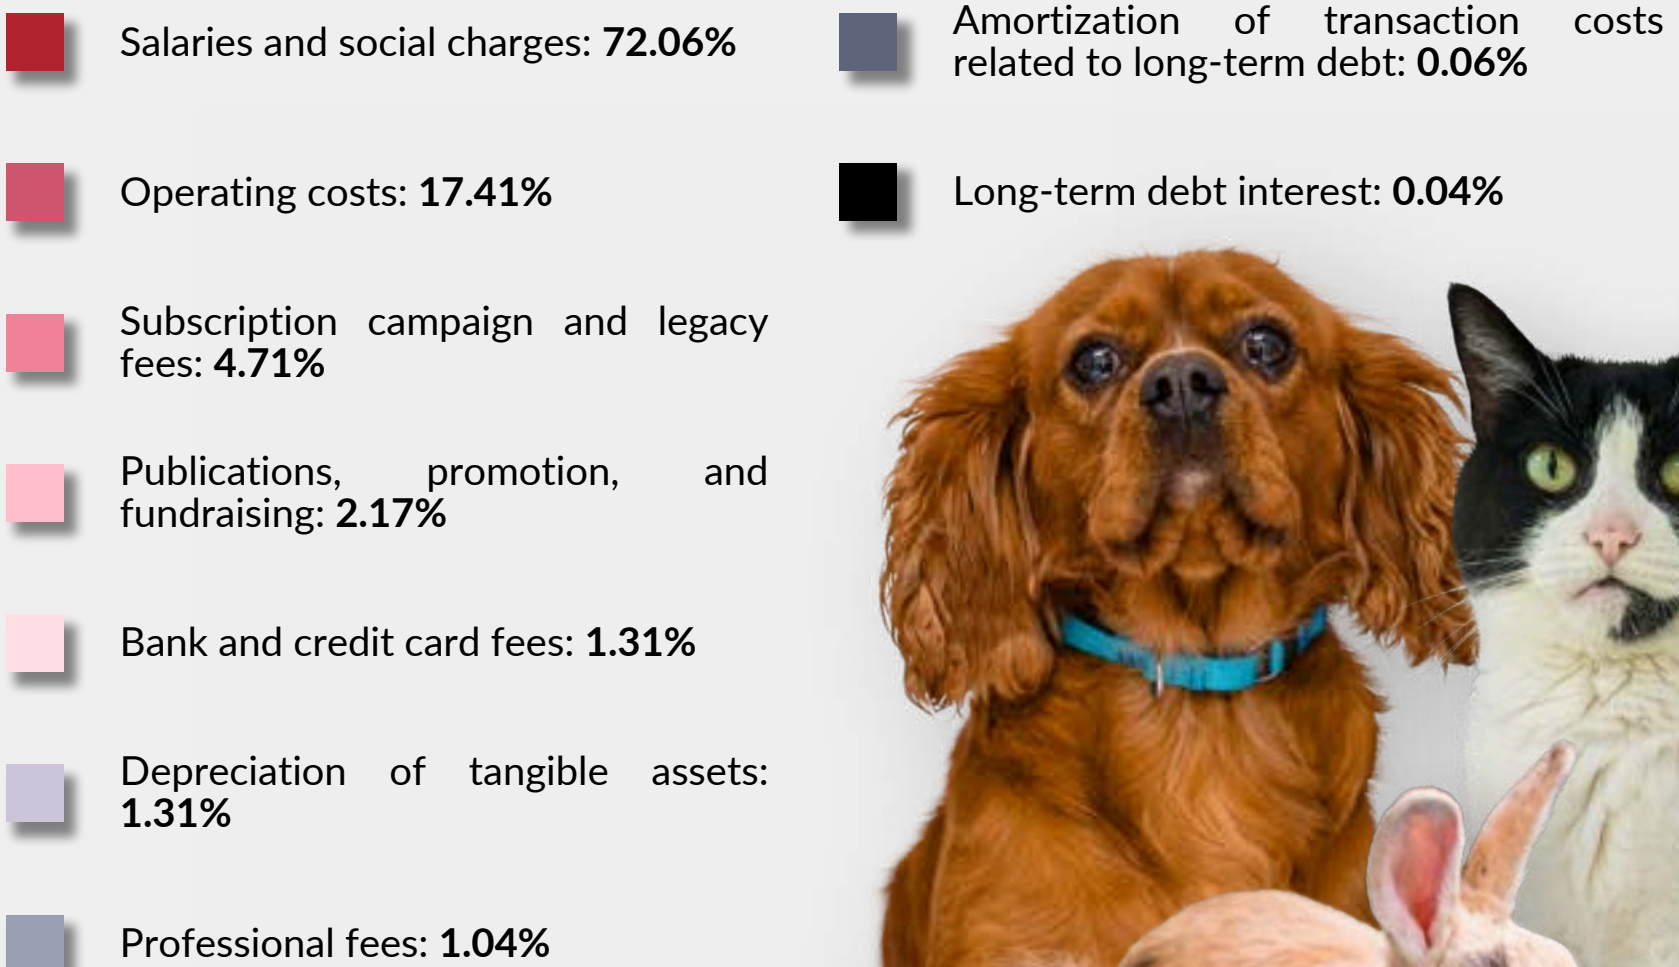 Salaries and social charges: 72.06%
Operating costs: 17.41%
Subscription campaign and legacy
fees: 4.71%
Publications, promotion, and
fundraising: 2.17%
Bank and credit card fees: 1.31%
Depreciation of tangible assets:
1.31%
Professional fees: 1.04%
Amortization of transaction costs
related to long-term debt: 0.06%
Long-term debt interest: 0.04%